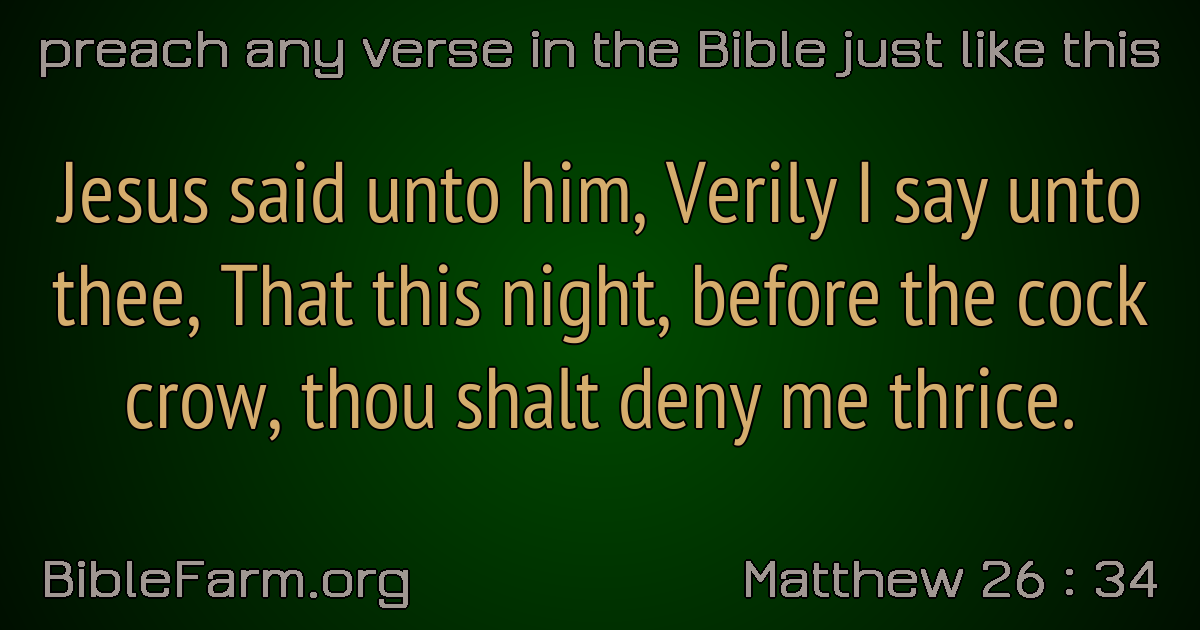 preach any verse in the Bible just like this
Jesus said unto him, Verily I say unto
thee, That this night, before the cock
crow, thou shalt deny me thrice.
BibleFarm.org
Matthew 26 : 34